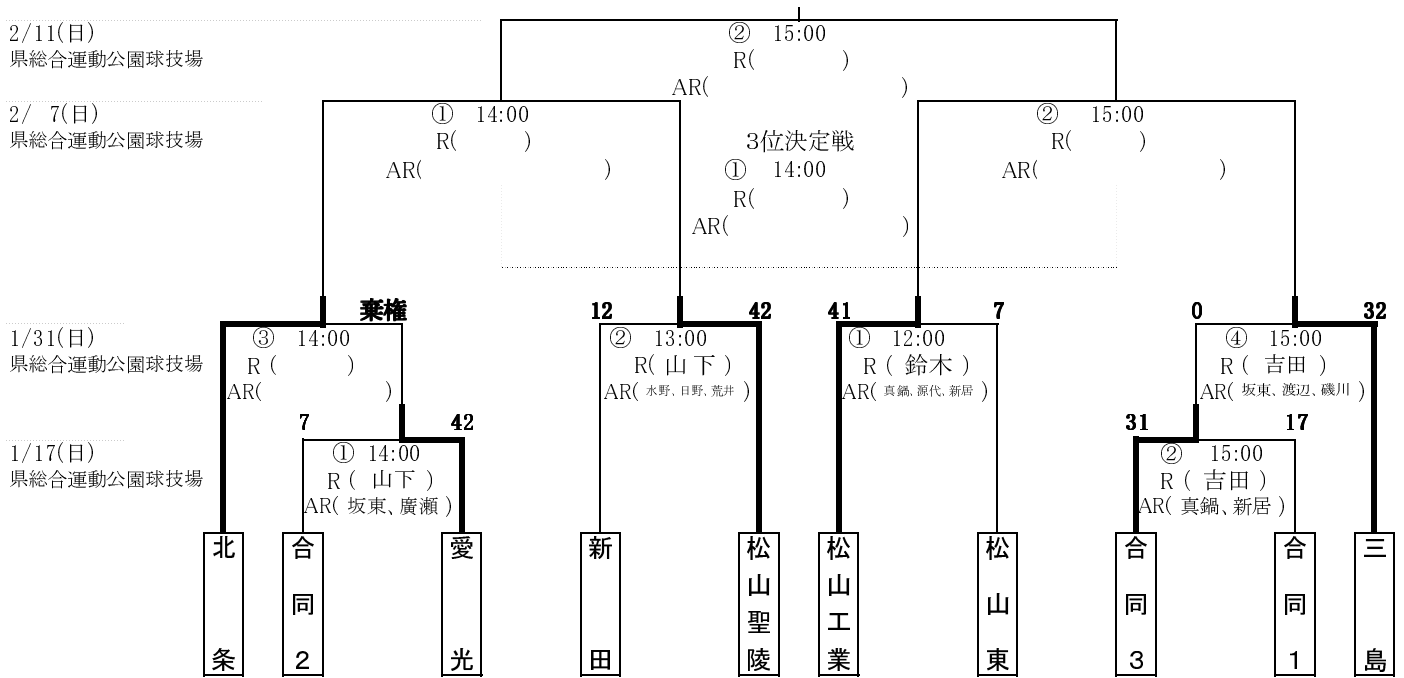 2/11(日)
県総合運動公園球技場
② 15:00
R( )
AR( )
2/ 7(日)
県総合運動公園球技場
① 14:00
R( )
AR( )
3位決定戦
① 14:00
R( )
AR( )
② 15:00
R( )
AR( )
1/31(日)
県総合運動公園球技場
棄権
③ 14:00
R ( )
AR( )
12 42
② 13:00
R( 山 下 )
AR( 水野、日野、荒井 )
41 7
① 12:00
R ( 鈴木 )
AR( 真鍋、源代、新居 )
0 32
④ 15:00
R ( 吉田 )
AR( 坂東、渡辺、磯川 )
1/17(日)
県総合運動公園球技場
7 42
① 14:00
R ( 山下 )
AR( 坂東、廣瀬 )
31 17
② 15:00
R ( 吉田 )
AR( 真鍋、新居 )
北条
合同2
愛光
新田
松山聖陵
松山工業
松山東
合同3
合同1
三島